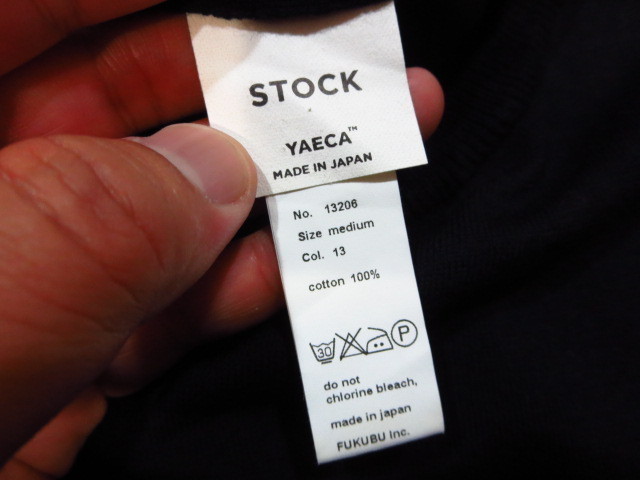 STOCK
YAECA™
MADE IN JAPAN
No. 13206
Size medium
Col. 13
cotton 100%
30 P
do not
chlorine bleach,
made in japan
FUKUBU Inc.